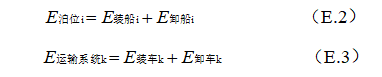 E泊位i= E装船i + E卸船i （E.2）
E运输系统k= E装车k + E卸车k （E.3）